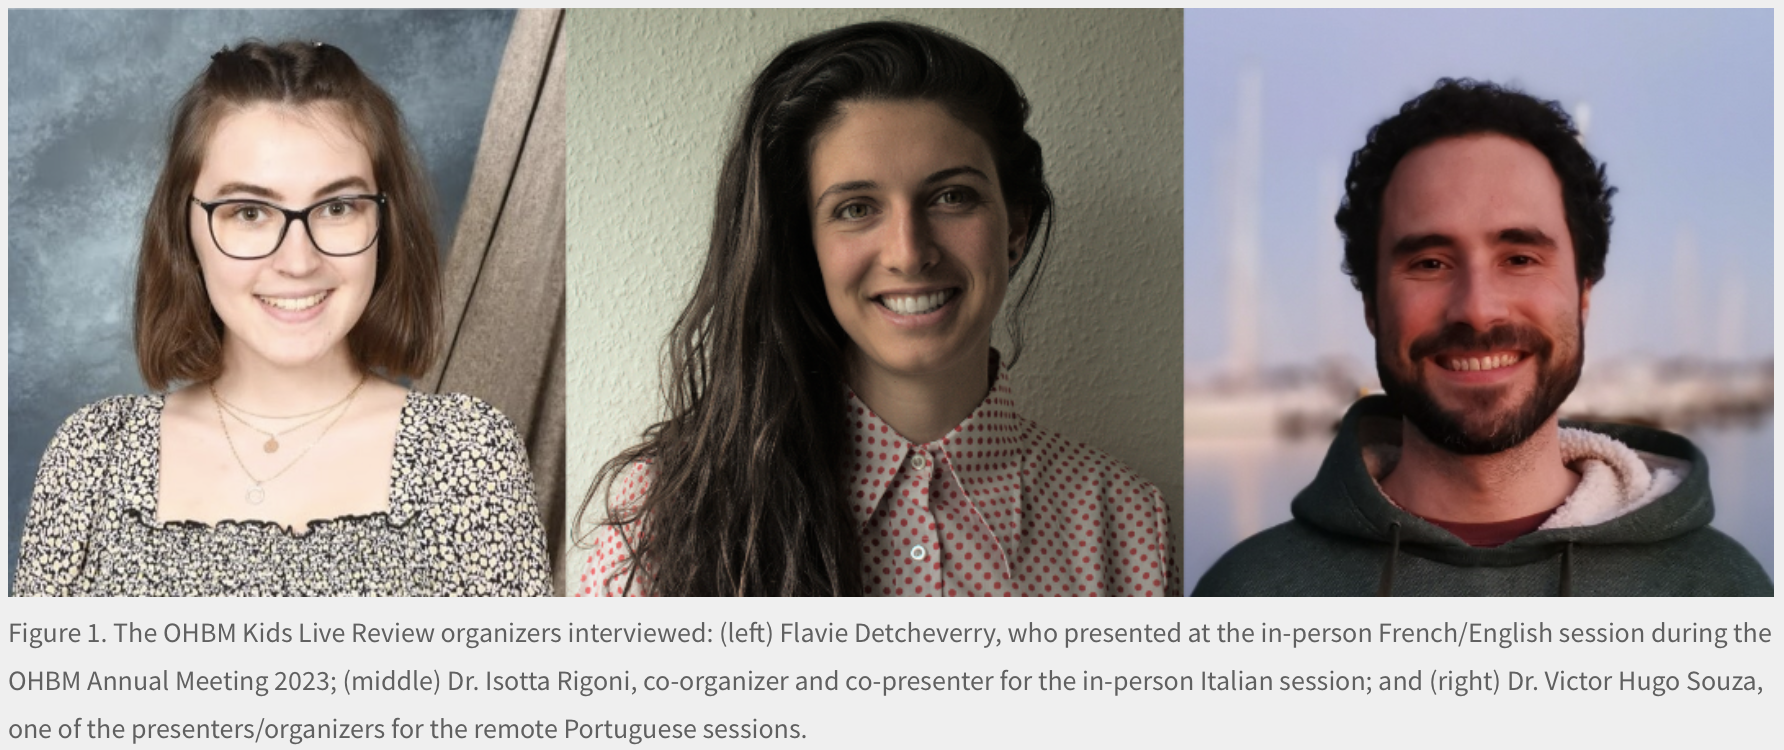 Figure 1. The OHBM Kids Live Review organizers interviewed: (left) Flavie Detcheverry, who presented at the in-person French/English session during the
OHBM Annual Meeting 2023; (middle) Dr. Isotta Rigoni, co-organizer and co-presenter for the in-person Italian session; and (right) Dr. Victor Hugo Souza,
one of the presenters/organizers for the remote Portuguese sessions.